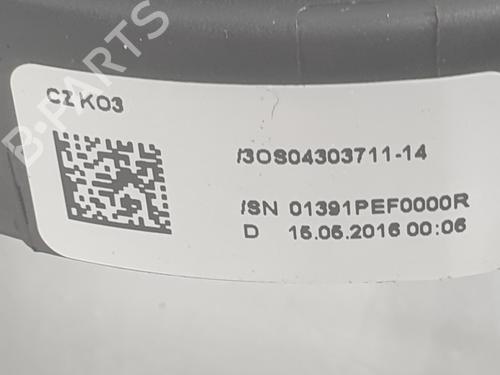 B-PARTS
CZ K03
/3OS04303711-14
/SN 01391PEF0000R
D 15.05.2016 00:06